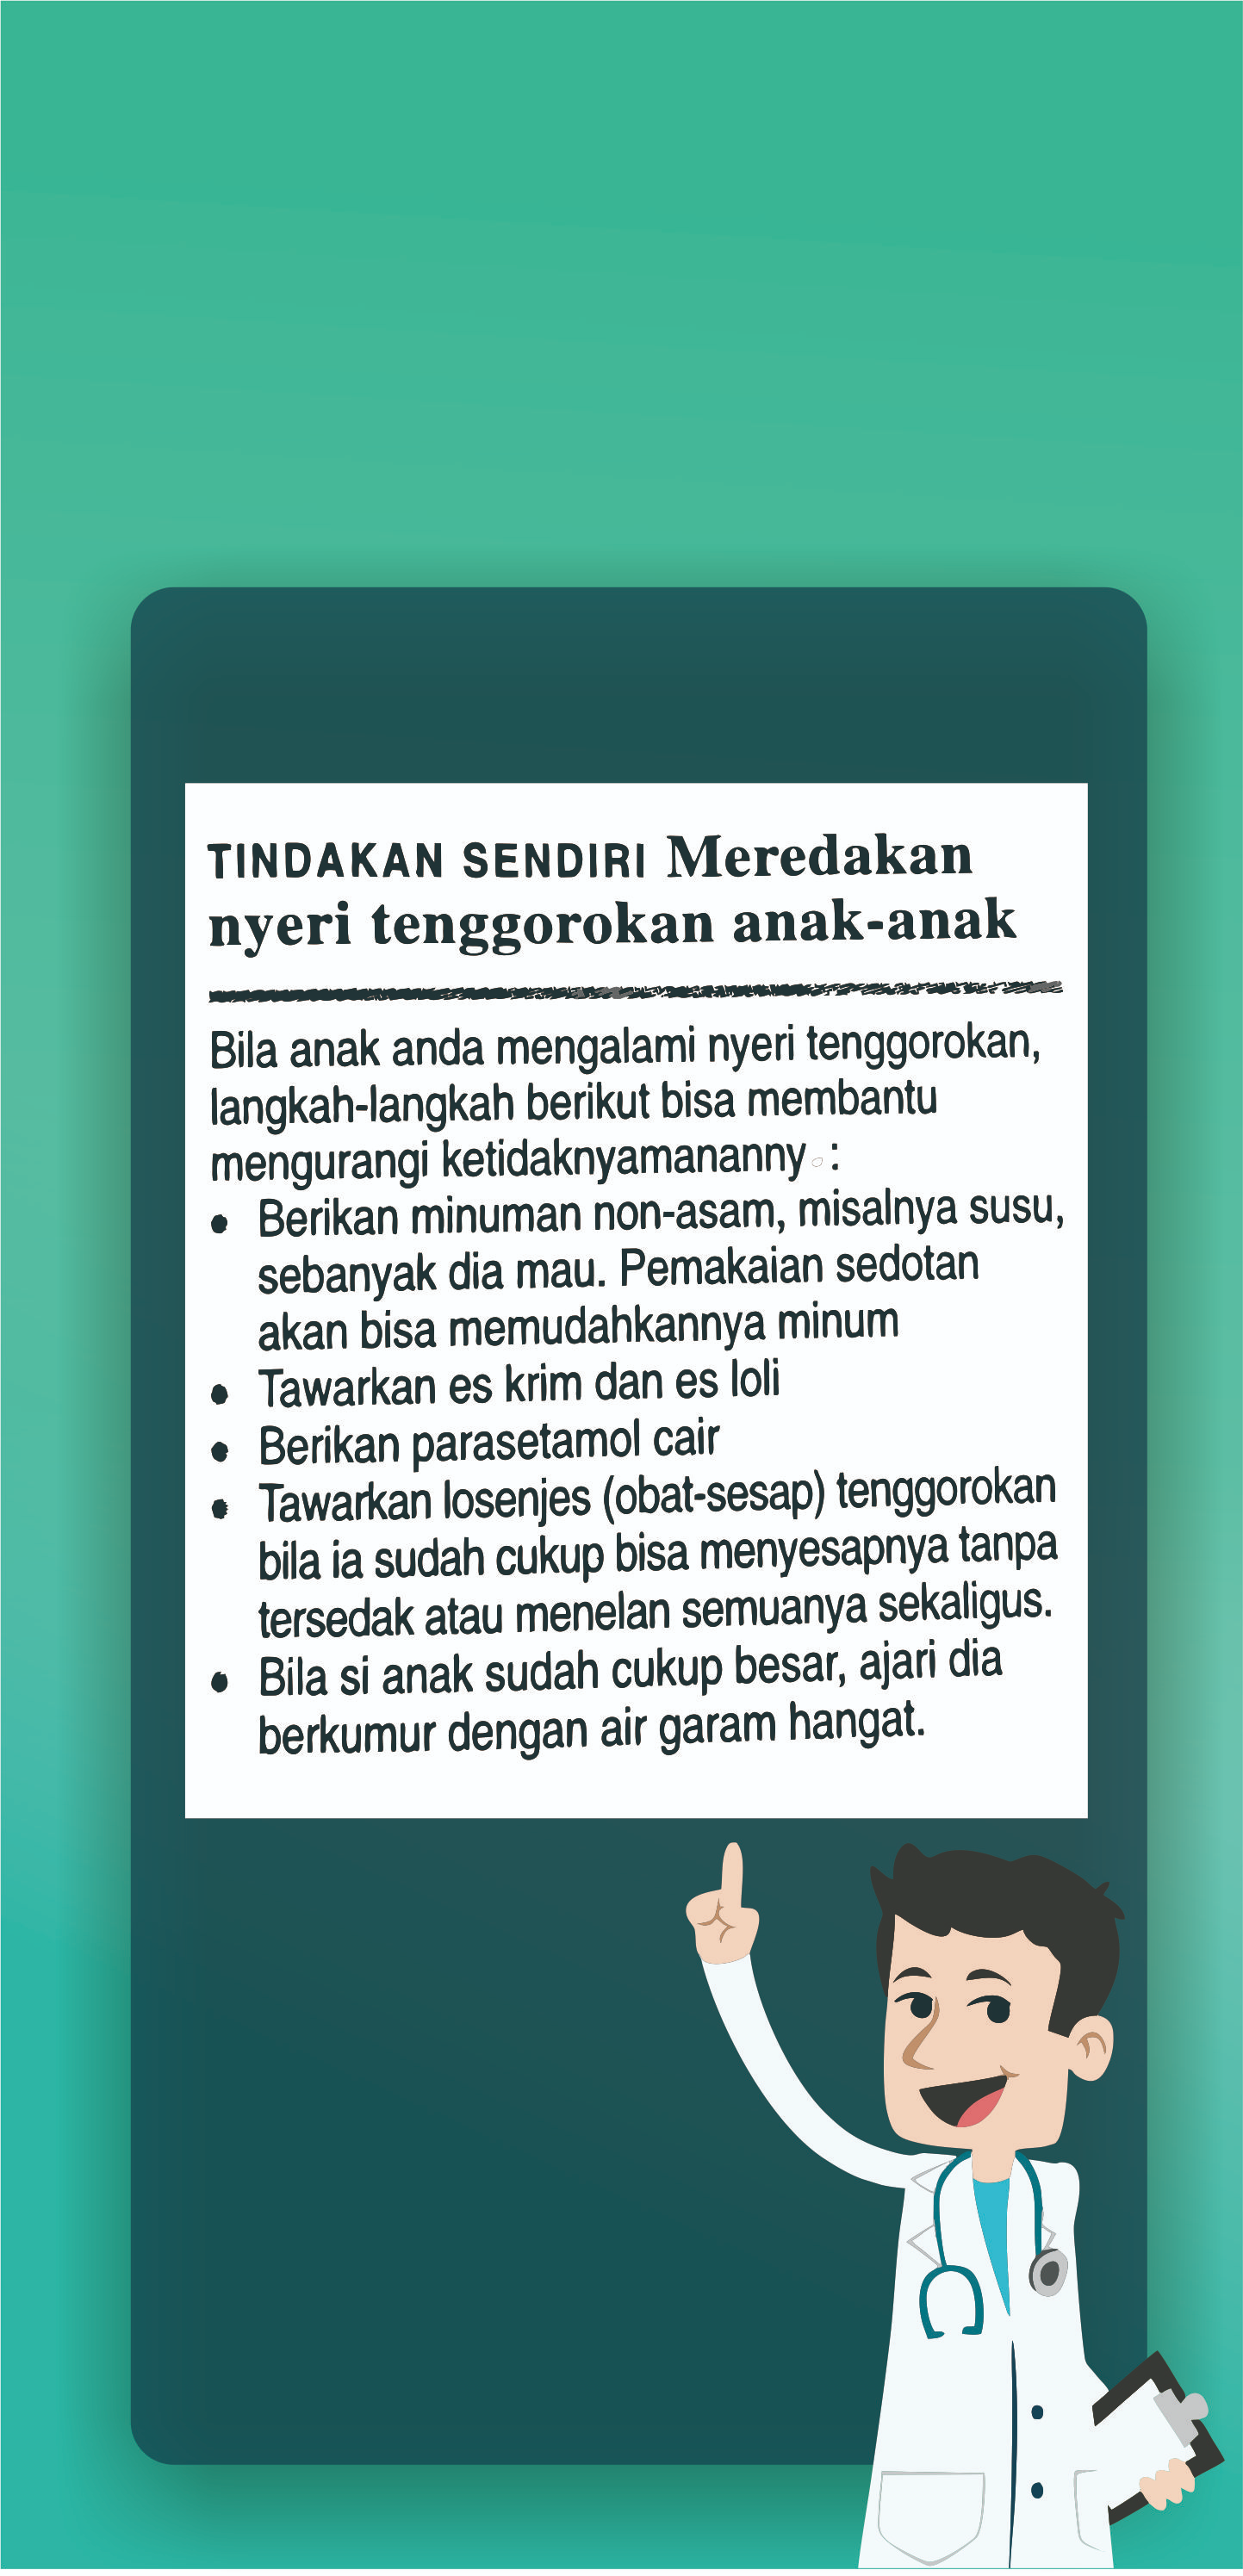 TINDAKAN SENDIRI Meredakan
nyeri tenggorokan anak-anak
Bila anak anda mengalami nyeri tenggorokan,
langkah-langkah berikut bisa membantu
mengurangi ketidaknyamananny :
• Berikan minuman non-asam, misalnya susu,
sebanyak dia mau. Pemakaian sedotan
akan bisa memudahkannya minum
• Tawarkan es krim dan es loli
• Berikan parasetamol cair
• Tawarkan losenjes (obat-sesap) tenggorokan
bila ia sudah cukup bisa menyesapnya tanpa
tersedak atau menelan semuanya sekaligus.
• Bila si anak sudah cukup besar, ajari dia
berkumur dengan air garam hangat.